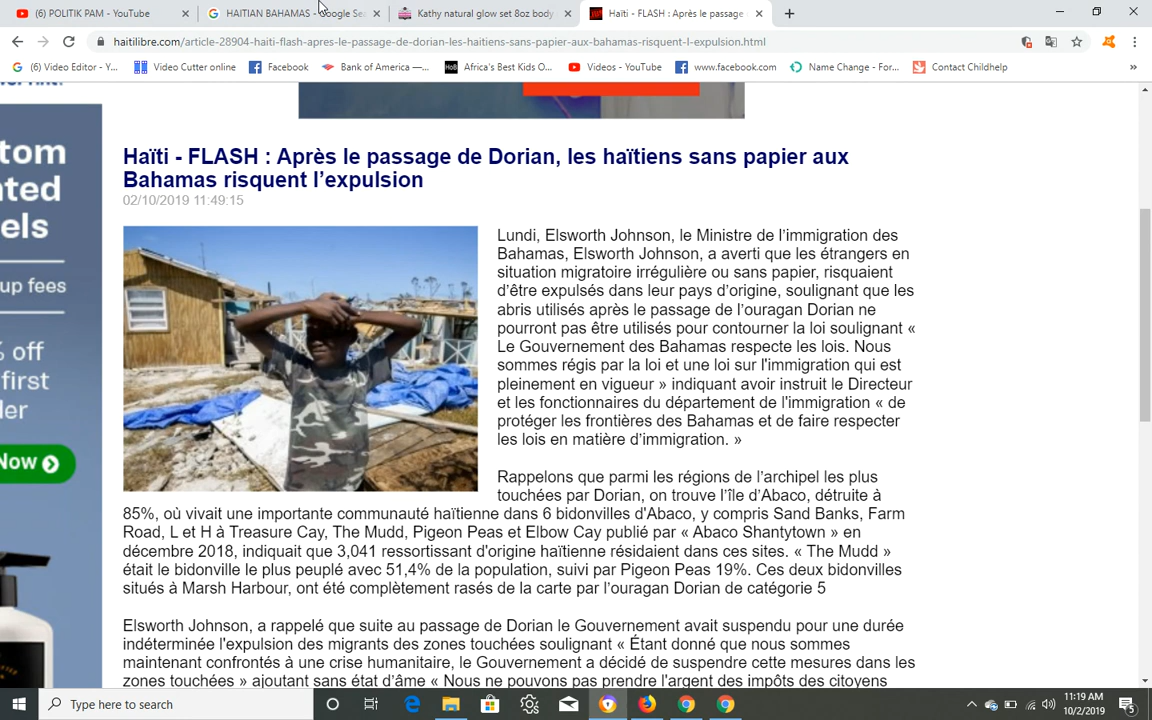 (6) POLITIK PAM - YouTube
HAITIAN BAHAMAS - Google Sea
Kathy natural glow set 8oz body
Haïti - FLASH : Après le passage
haitilibre.com/article-28904-haiti-flash-apres-le-passage-de-dorian-les-haitiens-sans-papier-aux-bahamas-risquent-l-expulsion.html
(6) Video Editor - Y...
Video Cutter online
Facebook
Bank of America —...
Africa's Best Kids O...
Videos - YouTube
www.facebook.com
Name Change - For...
Contact Childhelp
»
Haïti - FLASH : Après le passage de Dorian, les haïtiens sans papier aux
Bahamas risquent l'expulsion
02/10/2019 11:49:15
tom
nted
els
up fees
% off
first
der
Now
Lundi, Elsworth Johnson, le Ministre de l'immigration des
Bahamas, Elsworth Johnson, a averti que les étrangers en
situation migratoire irrégulière ou sans papier, risquaient
d'être expulsés dans leur pays d'origine, soulignant que les
abris utilisés après le passage de l'ouragan Dorian ne
pourront pas être utilisés pour contourner la loi soulignant «
Le Gouvernement des Bahamas respecte les lois. Nous
sommes régis par la loi et une loi sur l'immigration qui est
pleinement en vigueur » indiquant avoir instruit le Directeur
et les fonctionnaires du département de l'immigration « de
protéger les frontières des Bahamas et de faire respecter
les lois en matière d'immigration. »
Rappelons que parmi les régions de l'archipel les plus
touchées par Dorian, on trouve l'île d'Abaco, détruite à
85%, où vivait une importante communauté haïtienne dans 6 bidonvilles d'Abaco, y compris Sand Banks, Farm
Road, L et H à Treasure Cay, The Mudd, Pigeon Peas et Elbow Cay publié par « Abaco Shantytown » en
décembre 2018, indiquait que 3,041 ressortissant d'origine haïtienne résidaient dans ces sites. « The Mudd »
était le bidonville le plus peuplé avec 51,4% de la population, suivi par Pigeon Peas 19%. Ces deux bidonvilles
situés à Marsh Harbour, ont été complètement rasés de la carte par l'ouragan Dorian de catégorie 5
Elsworth Johnson, a rappelé que suite au passage de Dorian le Gouvernement avait suspendu pour une durée
indéterminée l'expulsion des migrants des zones touchées soulignant « Étant donné que nous sommes
maintenant confrontés à une crise humanitaire, le Gouvernement a décidé de suspendre cette mesures dans les
zones touchées » ajoutant sans état d'âme « Nous ne pouvons pas prendre l'argent des impôts des citoyens
Type here to search
11:19 AM
10/2/2019
5